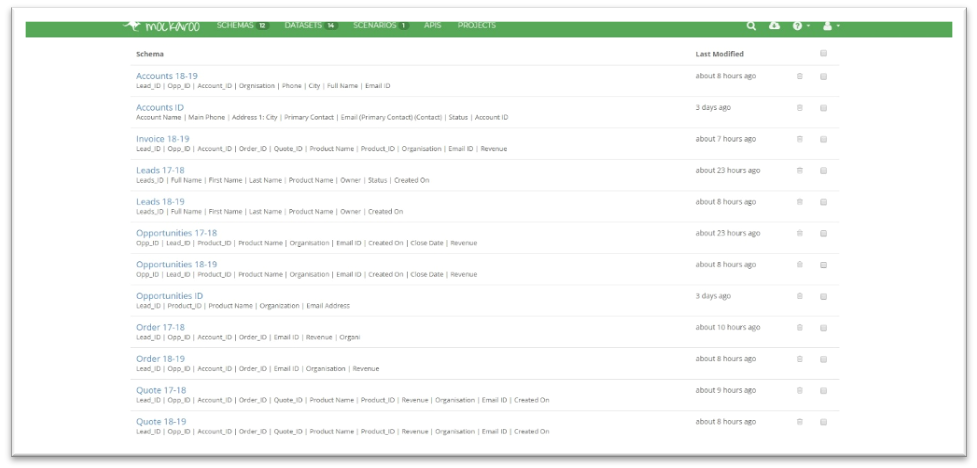 mockaroo SCHEMAS 12 DATASETS 14 SCENARIOS 1 APIS PROJECTS
Schema Last Modified
Accounts 18-19 about 8 hours ago
Lead_ID | Opp_ID | Account_ID | Orgnisation | Phone | City | Full Name | Email ID
Accounts ID 3 days ago
Account Name | Main Phone | Address 1: City | Primary Contact | Email (Primary Contact) (Contact) | Status | Account ID
Invoice 18-19 about 7 hours ago
Lead_ID | Opp_ID | Account_ID | Order_ID | Quote_ID | Product Name | Product_ID | Organisation | Email ID | Revenue
Leads 17-18 about 23 hours ago
Leads_ID | Full Name | First Name | Last Name | Product Name | Owner | Status | Created On
Leads 18-19 about 8 hours ago
Leads_ID | Full Name | First Name | Last Name | Product Name | Owner | Created On
Opportunities 17-18 about 23 hours ago
Opp_ID | Lead_ID | Product_ID | Product Name | Organisation | Email ID | Created On | Close Date | Revenue
Opportunities 18-19 about 8 hours ago
Opp_ID | Lead_ID | Product_ID | Product Name | Organisation | Email ID | Created On | Close Date | Revenue
Opportunities ID 3 days ago
Lead_ID | Product_ID | Product Name | Organization | Email Address
Order 17-18 about 10 hours ago
Lead_ID | Opp_ID | Account_ID | Order_ID | Email ID | Revenue | Organi
Order 18-19 about 8 hours ago
Lead_ID | Opp_ID | Account_ID | Order_ID | Email ID | Organisation | Revenue
Quote 17-18 about 9 hours ago
Lead_ID | Opp_ID | Account_ID | Order_ID | Quote_ID | Product Name | Product_ID | Revenue | Organisation | Email ID | Created On
Quote 18-19 about 8 hours ago
Lead_ID | Opp_ID | Account_ID | Order_ID | Quote_ID | Product Name | Product_ID | Revenue | Organisation | Email ID | Created On